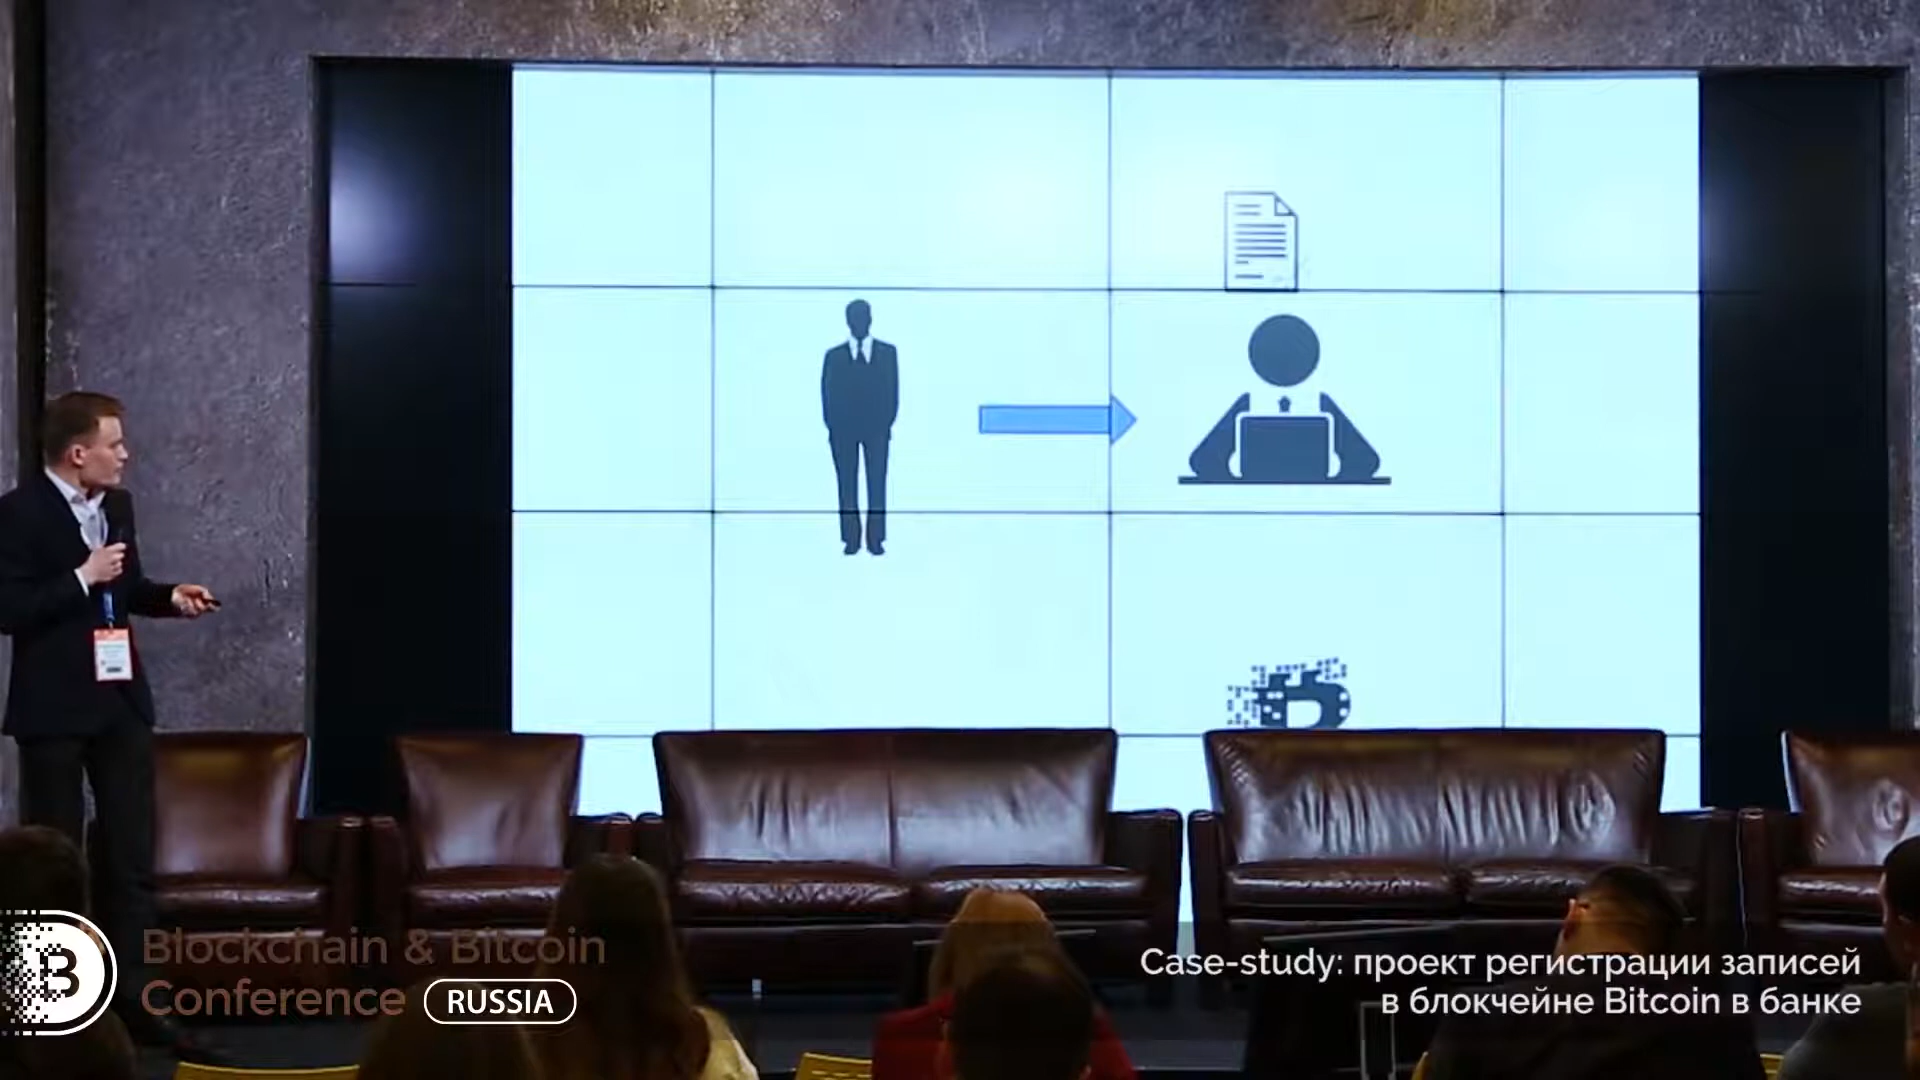 Blockchain & Bitcoin
Conference RUSSIA
Case-study: проект регистрации записей
в блокчейне Bitcoin в банке